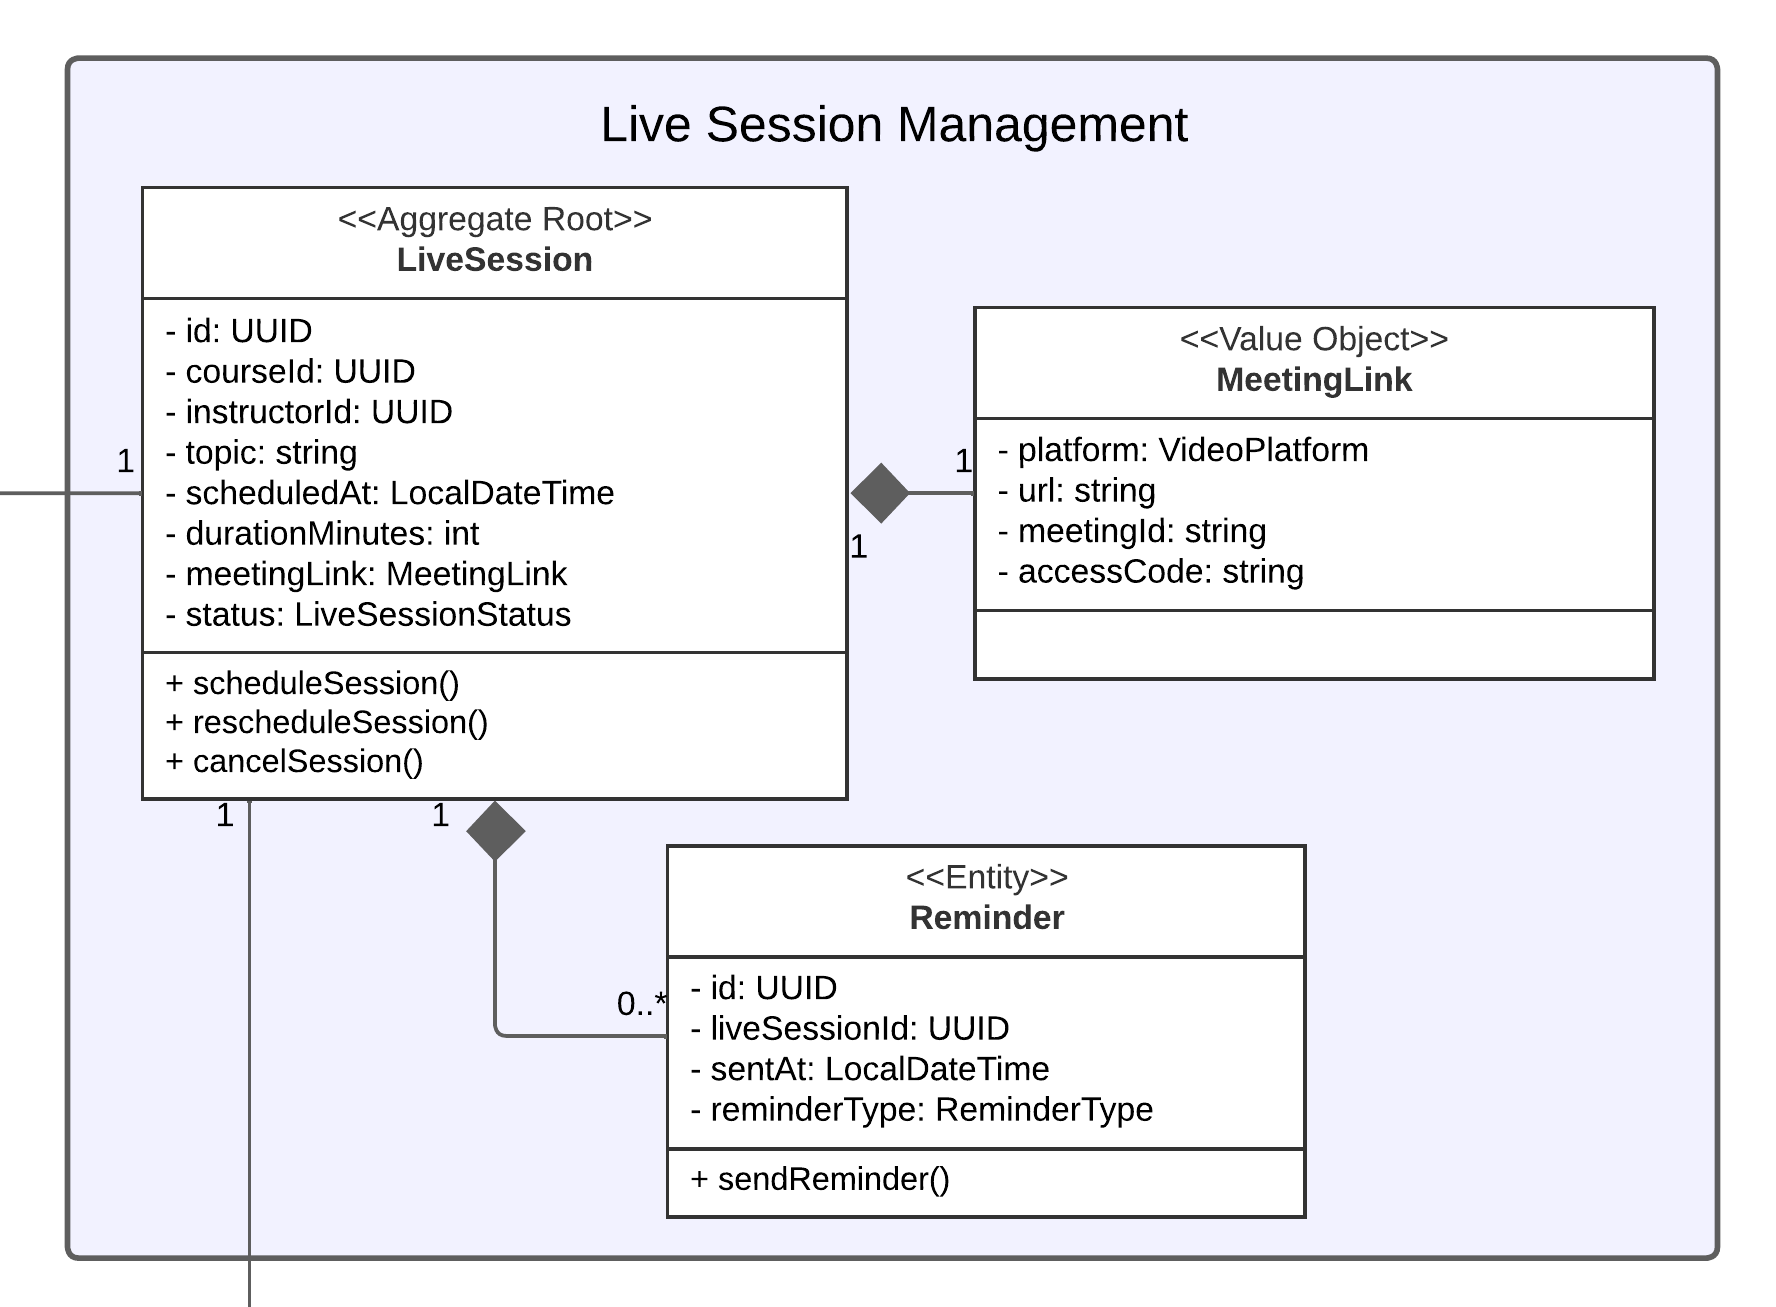 Live Session Management
<<Aggregate Root>>
LiveSession
- id: UUID
- courseId: UUID
- instructorId: UUID
- topic: string
- scheduledAt: LocalDateTime
- durationMinutes: int
- meetingLink: MeetingLink
- status: LiveSessionStatus
+ scheduleSession()
+ rescheduleSession()
+ cancelSession()
1
1
1
1
1
<<Value Object>>
MeetingLink
- platform: VideoPlatform
- url: string
- meetingId: string
- accessCode: string
0..*
<<Entity>>
Reminder
- id: UUID
- liveSessionId: UUID
- sentAt: LocalDateTime
- reminderType: ReminderType
+ sendReminder()